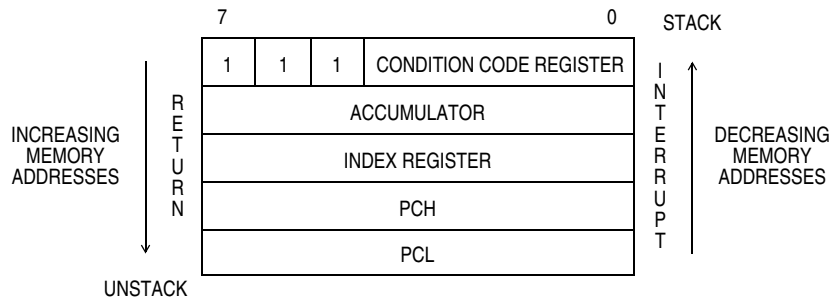 7 0
STACK
1 1 1 CONDITION CODE REGISTER
ACCUMULATOR
INDEX REGISTER
PCH
PCL
INCREASING
MEMORY
ADDRESSES
RETURN
INTERRUPT
DECREASING
MEMORY
ADDRESSES
UNSTACK